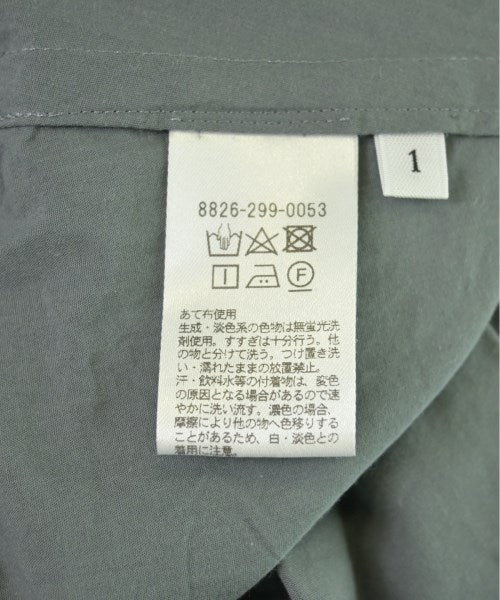 1
8826-299-0053
F
あて布使用
生成・淡色系の色物は無蛍光洗
剤使用。すすぎは十分行う。他
の物と分けて洗う。つけ置き洗
い・濡れたままの放置禁止。
汗・飲料水等の付着物は、変色
の原因となる場合があるので速
やかに洗い流す。濃色の場合、
摩擦により他の物へ色移りする
ことがあるため、白・淡色との
着用に注意。